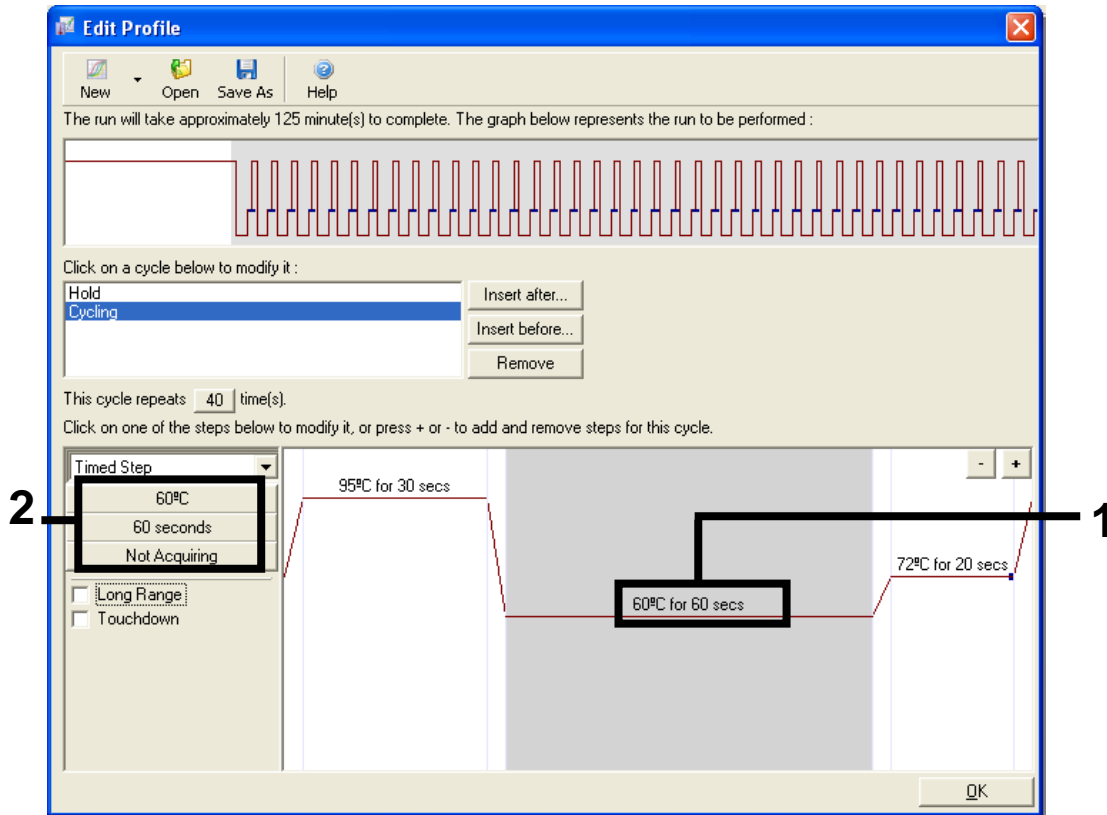 Edit Profile
New Open Save As Help
The run will take approximately 125 minute(s) to complete. The graph below represents the run to be performed :
Click on a cycle below to modify it :
Hold
Cycling
Insert after...
Insert before...
Remove
This cycle repeats 40 time(s).
Click on one of the steps below to modify it, or press + or - to add and remove steps for this cycle.
Timed Step
- +
60ºC
60 seconds
Not Acquiring
2
Long Range
Touchdown
95ºC for 30 secs
60ºC for 60 secs
72ºC for 20 secs
1
OK